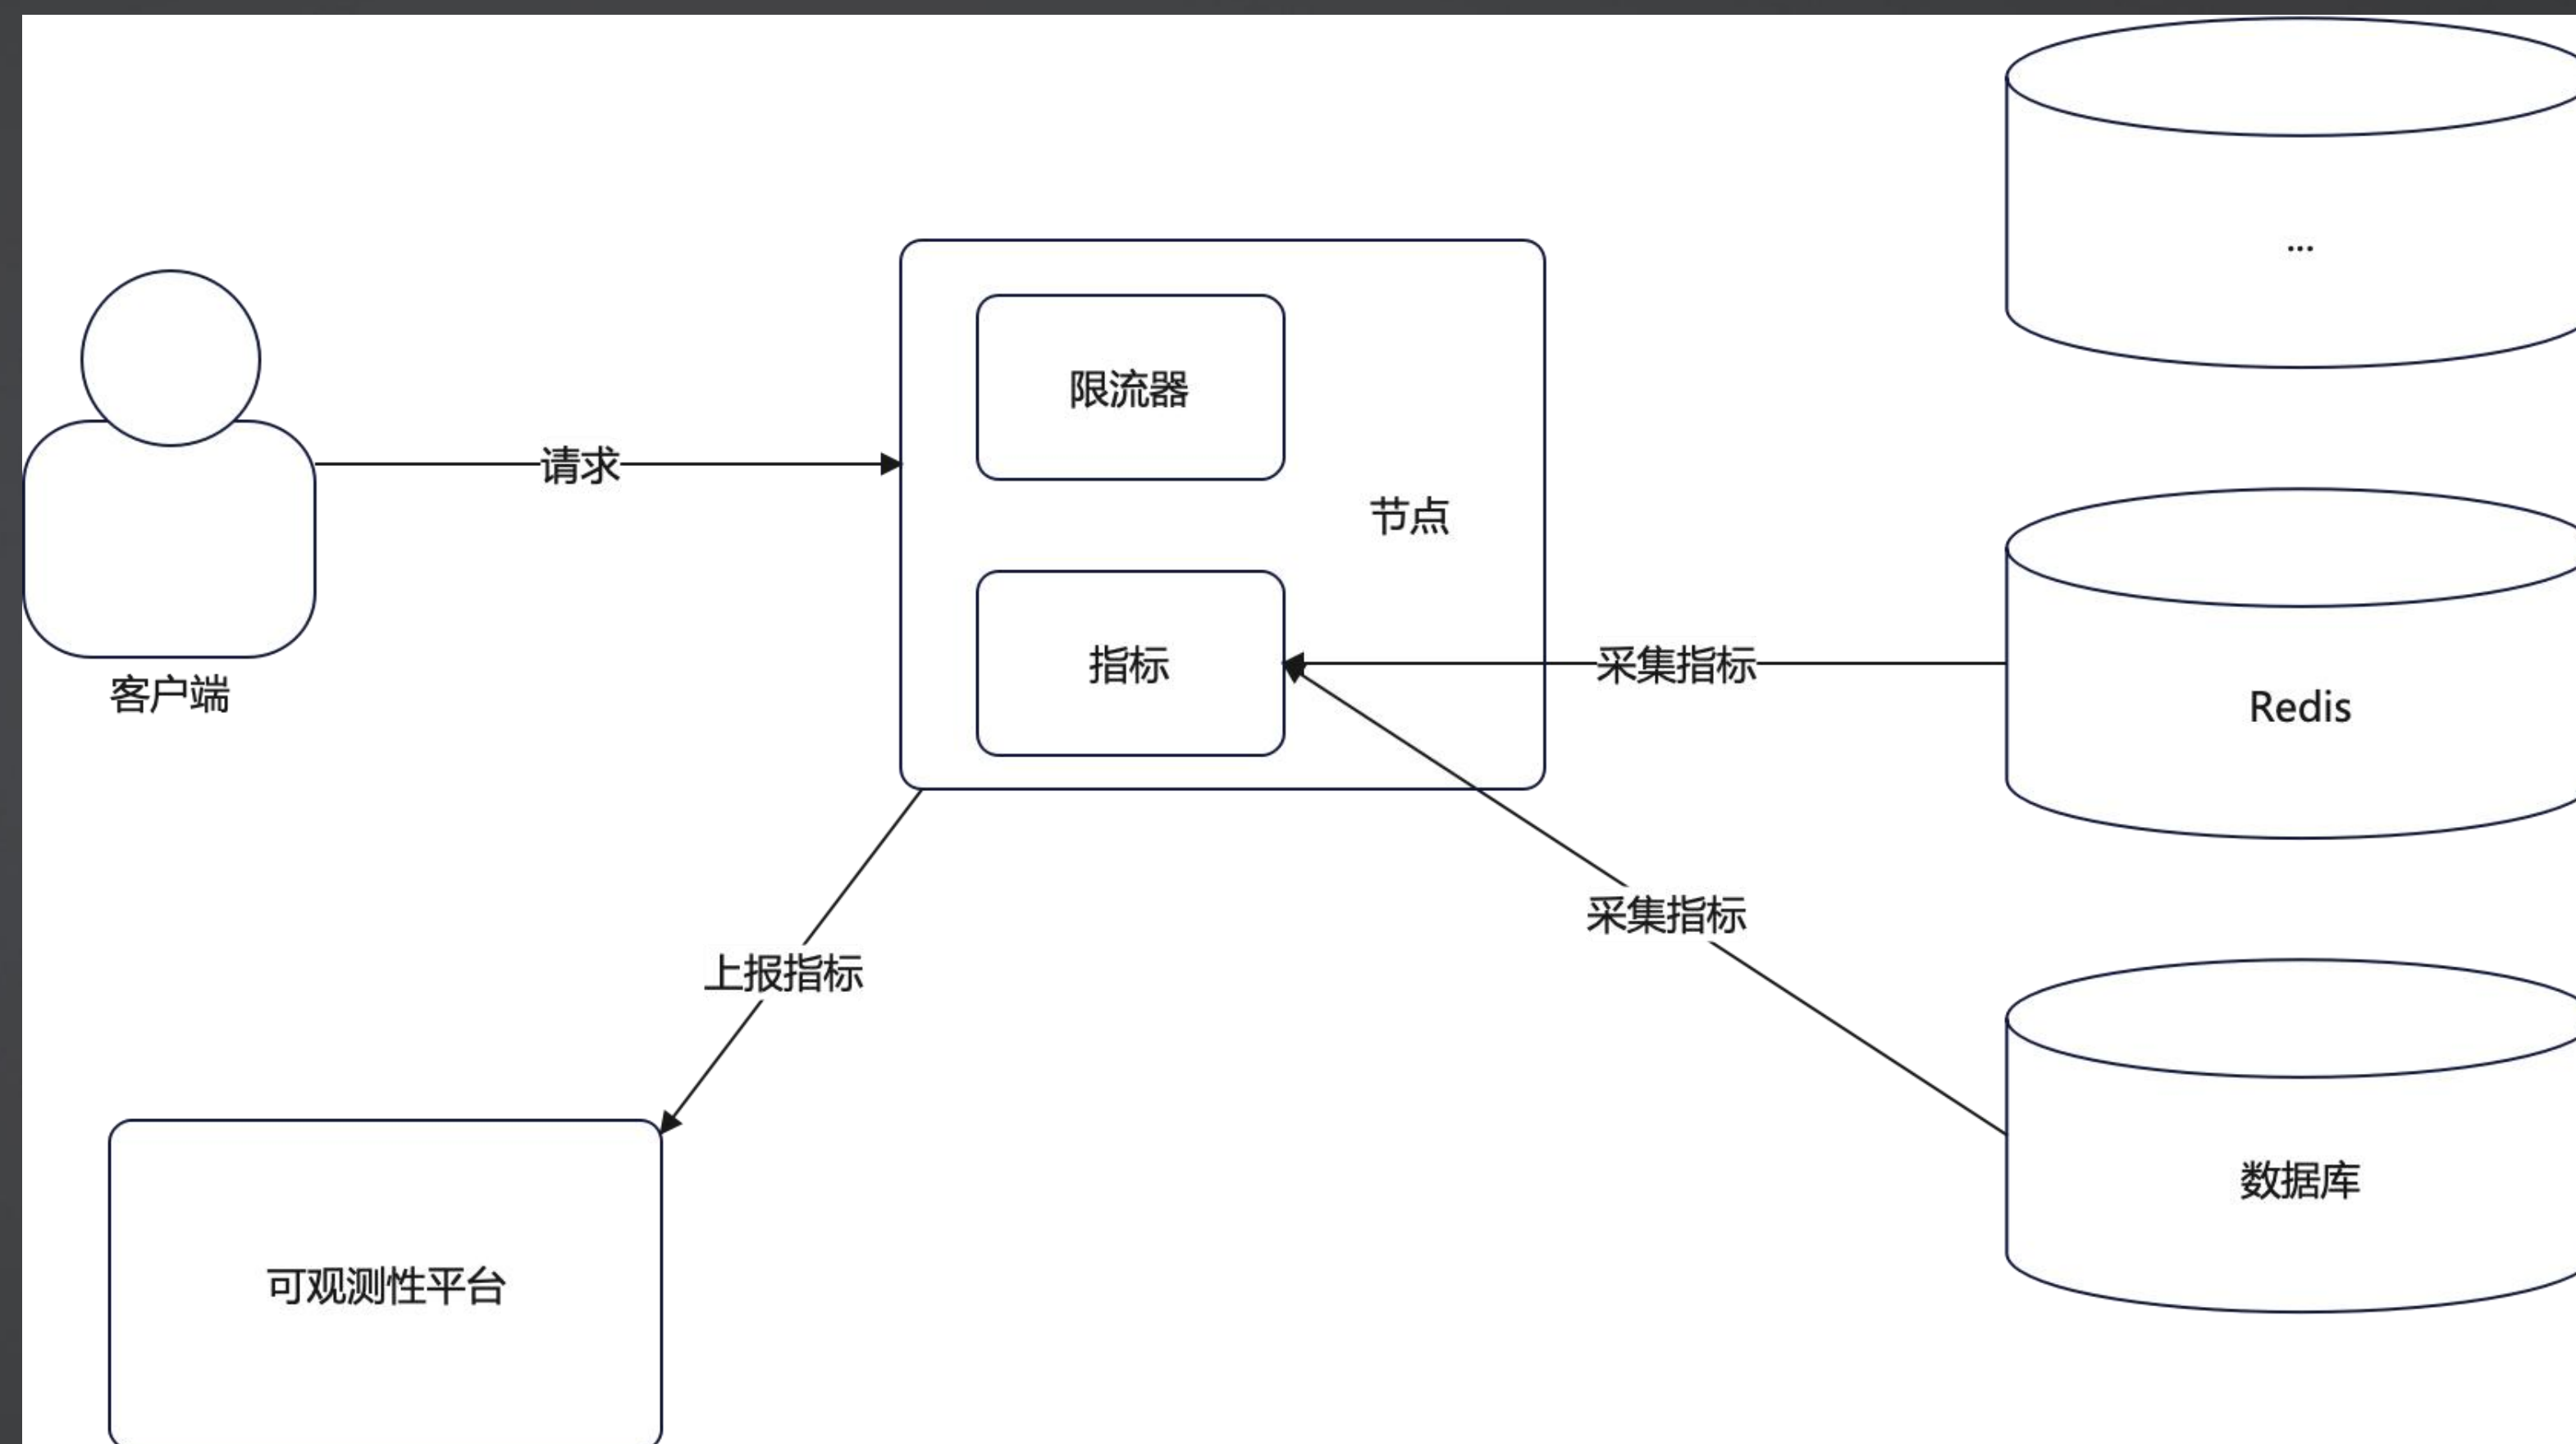 ...
限流器
请求
节点
指标
采集指标
客户端
Redis
采集指标
上报指标
数据库
可观测性平台